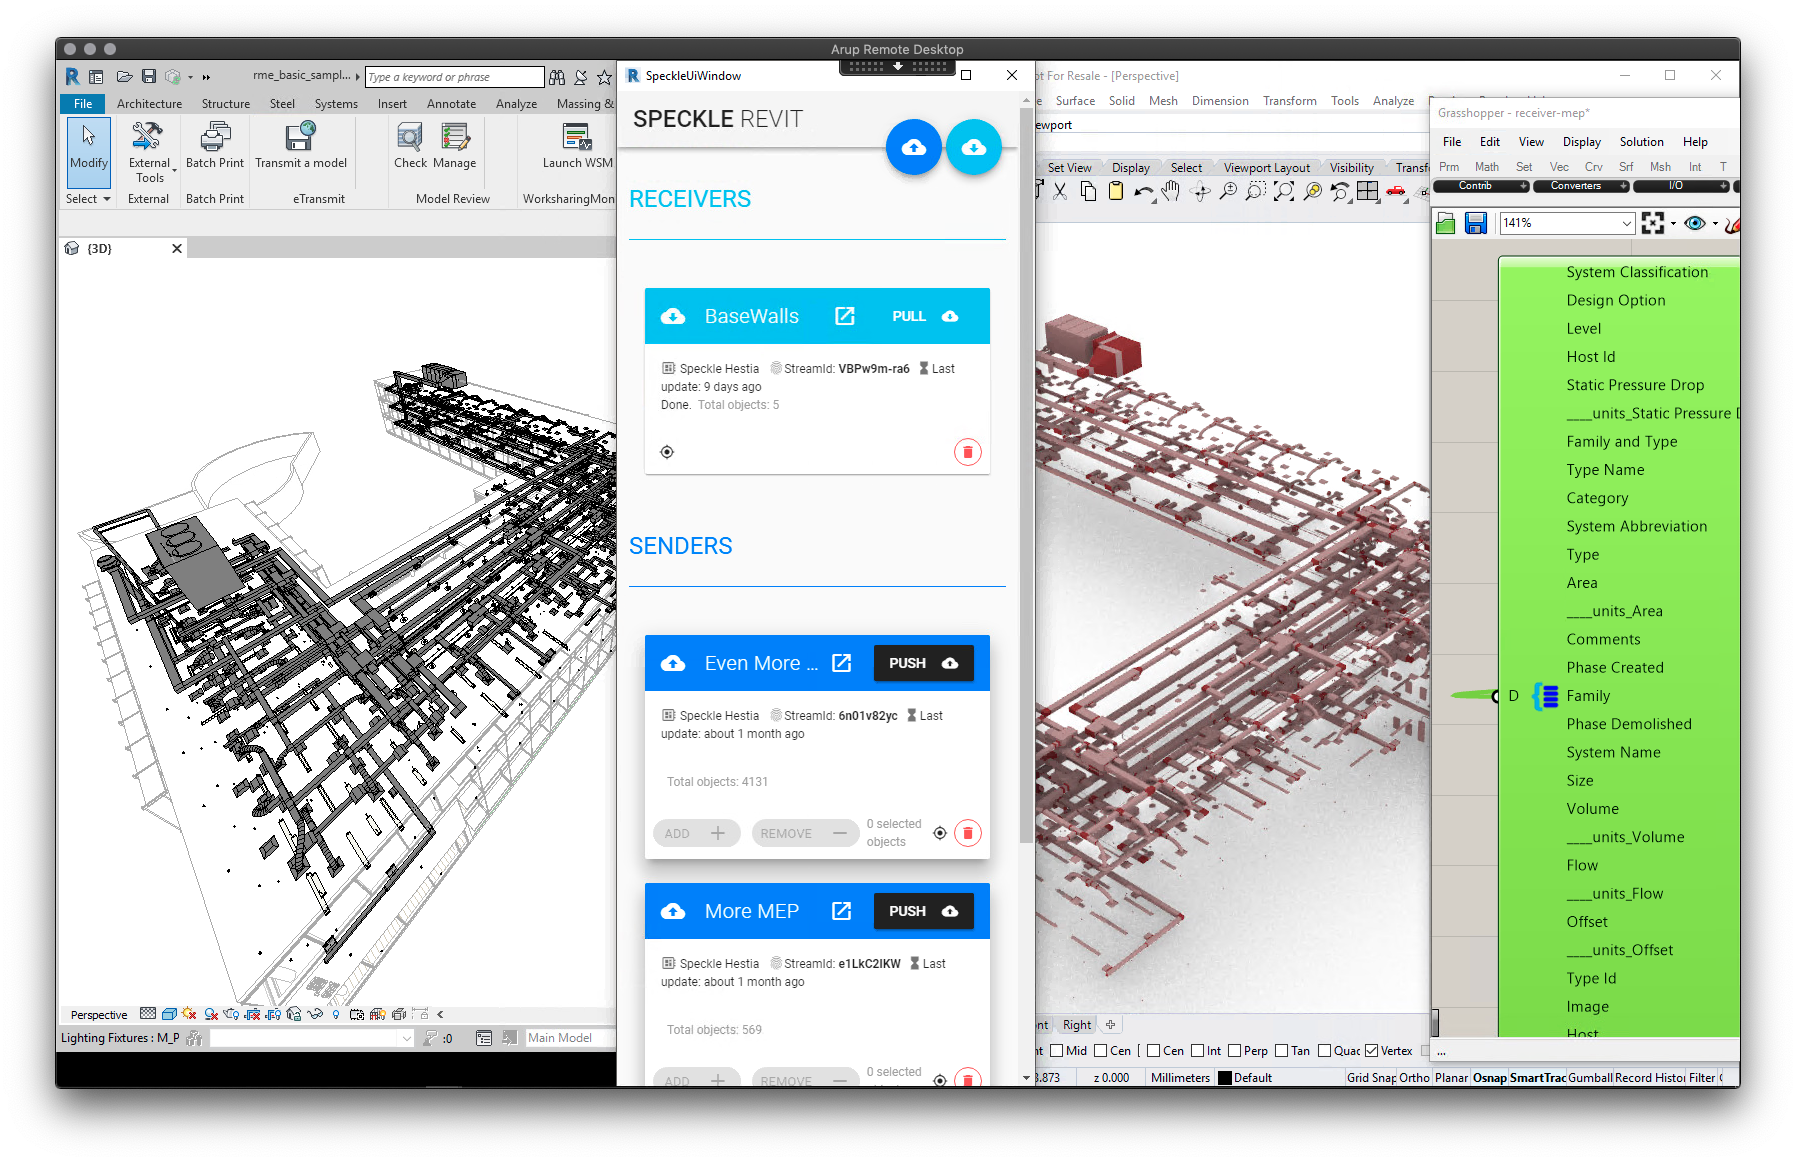 Arup Remote Desktop
rme_basic_sampl...
Type a keyword or phrase
File Architecture Structure Steel Systems Insert Annotate Analyze Massing &
Modify
External Tools
Batch Print
Transmit a model
Check Manage
Launch WSM
Select External Batch Print eTransmit Model Review WorksharingMon
{3D}
Perspective
Lighting Fixtures : M_P
:0
Main Model
SpeckleUiWindow
SPECKLE REVIT
RECEIVERS
BaseWalls
PULL
Speckle Hestia StreamId: VBPw9m-ra6 Last
update: 9 days ago
Done. Total objects: 5
SENDERS
Even More ...
PUSH
Speckle Hestia StreamId: 6n01v82yc Last
update: about 1 month ago
Total objects: 4131
ADD REMOVE 0 selected
objects
More MEP
PUSH
Speckle Hestia StreamId: e1LkC2IKW Last
update: about 1 month ago
Total objects: 569
ADD REMOVE 0 selected
ot For Resale - [Perspective]
e Surface Solid Mesh Dimension Transform Tools Analyze
ewport
Set View Display Select Viewport Layout Visibility Transf
nt Right
nt Mid Cen Cen Int Perp Tan Quac Vertex
3.873 z 0.000 Millimeters Default Grid Snap Ortho Planar Osnap SmartTrac Gumball Record Histor Filter
Grasshopper - receiver-mep*
File Edit View Display Solution Help
Prm Math Set Vec Crv Srf Msh Int T
Contrib Converters I/O
141%
System Classification
Design Option
Level
Host Id
Static Pressure Drop
____units_Static Pressure D
Family and Type
Type Name
Category
System Abbreviation
Type
Area
____units_Area
Comments
Phase Created
D Family
Phase Demolished
System Name
Size
Volume
____units_Volume
Flow
____units_Flow
Offset
____units_Offset
Type Id
Image
Host
...